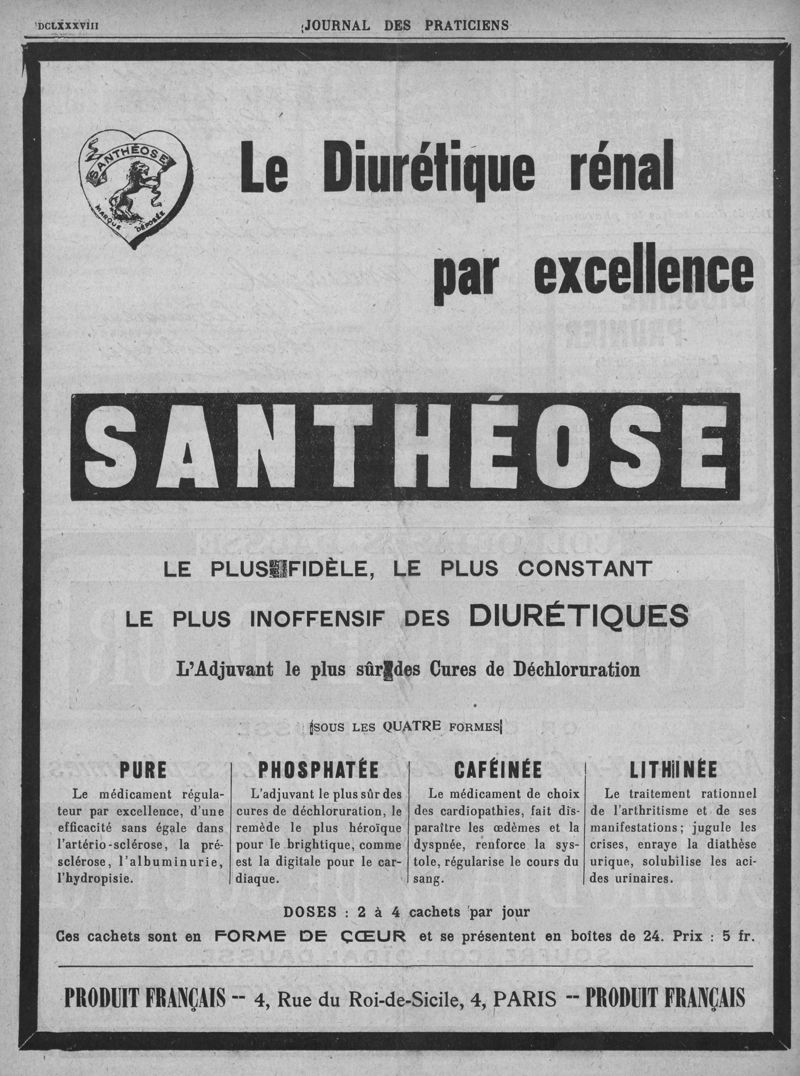 DCLXXXVIII
JOURNAL DES PRATICIENS
SANTHÉOSE
MARQUE DÉPOSÉE
Le Diurétique rénal
par excellence
SANTHÉOSE
LE PLUS FIDÈLE, LE PLUS CONSTANT
LE PLUS INOFFENSIF DES DIURÉTIQUES
L'Adjuvant le plus sûr des Cures de Déchloruration
SOUS LES QUATRE FORMES
PURE
Le médicament régula-
teur par excellence, d'une
efficacité sans égale dans
l'artério-sclérose, la pré-
sclérose, l'albuminurie,
l'hydropisie.
PHOSPHATÉE
L'adjuvant le plus sûr des
cures de déchloruration, le
remède le plus héroïque
pour le brightique, comme
est la digitale pour le car-
diaque.
CAFÉINÉE
Le médicament de choix
des cardiopathies, fait dis-
paraître les œdèmes et la
dyspnée, renforce la sys-
tole, régularise le cours du
sang.
LITHINÉE
Le traitement rationnel
de l'arthritisme et de ses
manifestations; jugule les
crises, enraye la diathèse
urique, solubilise les aci-
des urinaires.
DOSES : 2 à 4 cachets par jour
Ces cachets sont en FORME DE ÇŒUR et se présentent en boîtes de 24. Prix : 5 fr.
PRODUIT FRANÇAIS -- 4, Rue du Roi-de-Sicile, 4, PARIS -- PRODUIT FRANÇAIS